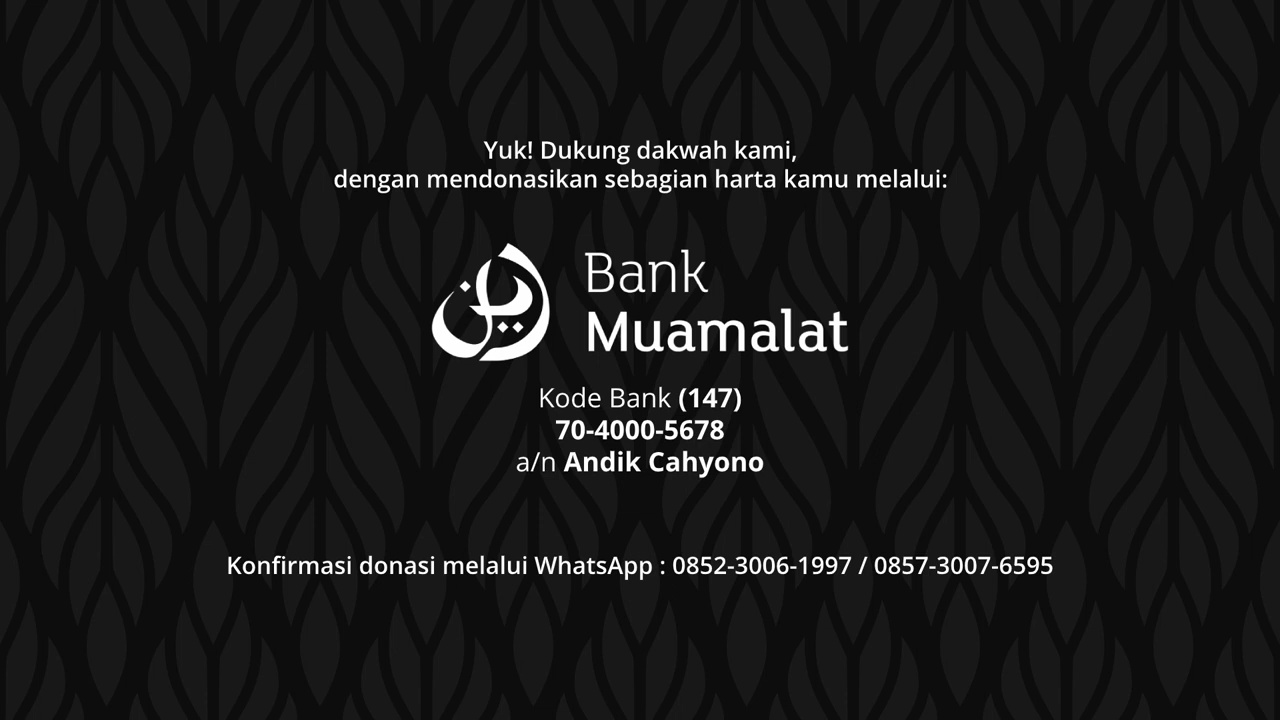 Yuk! Dukung dakwah kami,
dengan mendonasikan sebagian harta kamu melalui:
Bank
Muamalat
Kode Bank (147)
70-4000-5678
a/n Andik Cahyono
Konfirmasi donasi melalui WhatsApp : 0852-3006-1997 / 0857-3007-6595